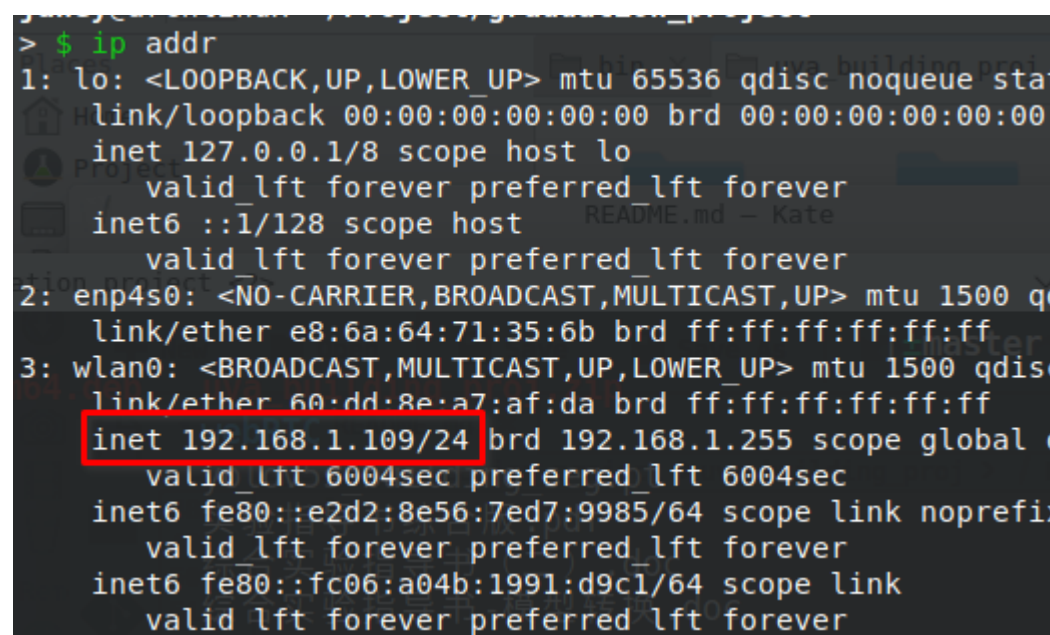 > $ ip addr
1: lo: <LOOPBACK,UP,LOWER_UP> mtu 65536 qdisc noqueue sta
link/loopback 00:00:00:00:00:00 brd 00:00:00:00:00:00
inet 127.0.0.1/8 scope host lo
valid_lft forever preferred_lft forever
inet6 ::1/128 scope host
README.md — Kate
valid_lft forever preferred_lft forever
2: enp4s0: <NO-CARRIER,BROADCAST,MULTICAST,UP> mtu 1500 q
link/ether e8:6a:64:71:35:6b brd ff:ff:ff:ff:ff:ff
master
3: wlan0: <BROADCAST,MULTICAST,UP,LOWER_UP> mtu 1500 qdis
link/ether 60:dd:8e:a7:af:da brd ff:ff:ff:ff:ff:ff
inet 192.168.1.109/24 brd 192.168.1.255 scope global
valid_lft 6004sec preferred_lft 6004sec
inet6 fe80::e2d2:8e56:7ed7:9985/64 scope link noprefi
valid_lft forever preferred_lft forever
inet6 fe80::fc06:a04b:1991:d9c1/64 scope link
valid_lft forever preferred_lft forever